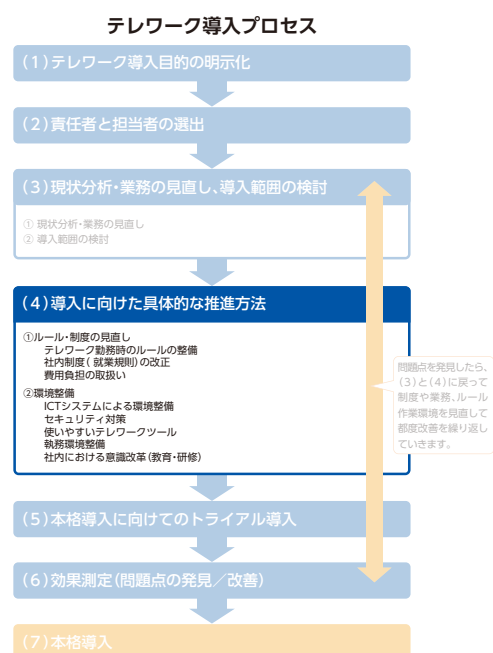 テレワーク導入プロセス
(1)テレワーク導入目的の明示化
(2)責任者と担当者の選出
(3)現状分析・業務の見直し、導入範囲の検討
① 現状分析・業務の見直し
② 導入範囲の検討
(4)導入に向けた具体的な推進方法
①ルール・制度の見直し
テレワーク勤務時のルールの整備
社内制度(就業規則)の改正
費用負担の取扱い
②環境整備
ICTシステムによる環境整備
セキュリティ対策
使いやすいテレワークツール
執務環境整備
社内における意識改革(教育・研修)
問題点を発見したら、
(3)と(4)に戻って
制度や業務、ルール
作業環境を見直して
都度改善を繰り返し
ていきます。
(5)本格導入に向けてのトライアル導入
(6)効果測定(問題点の発見／改善)
(7)本格導入